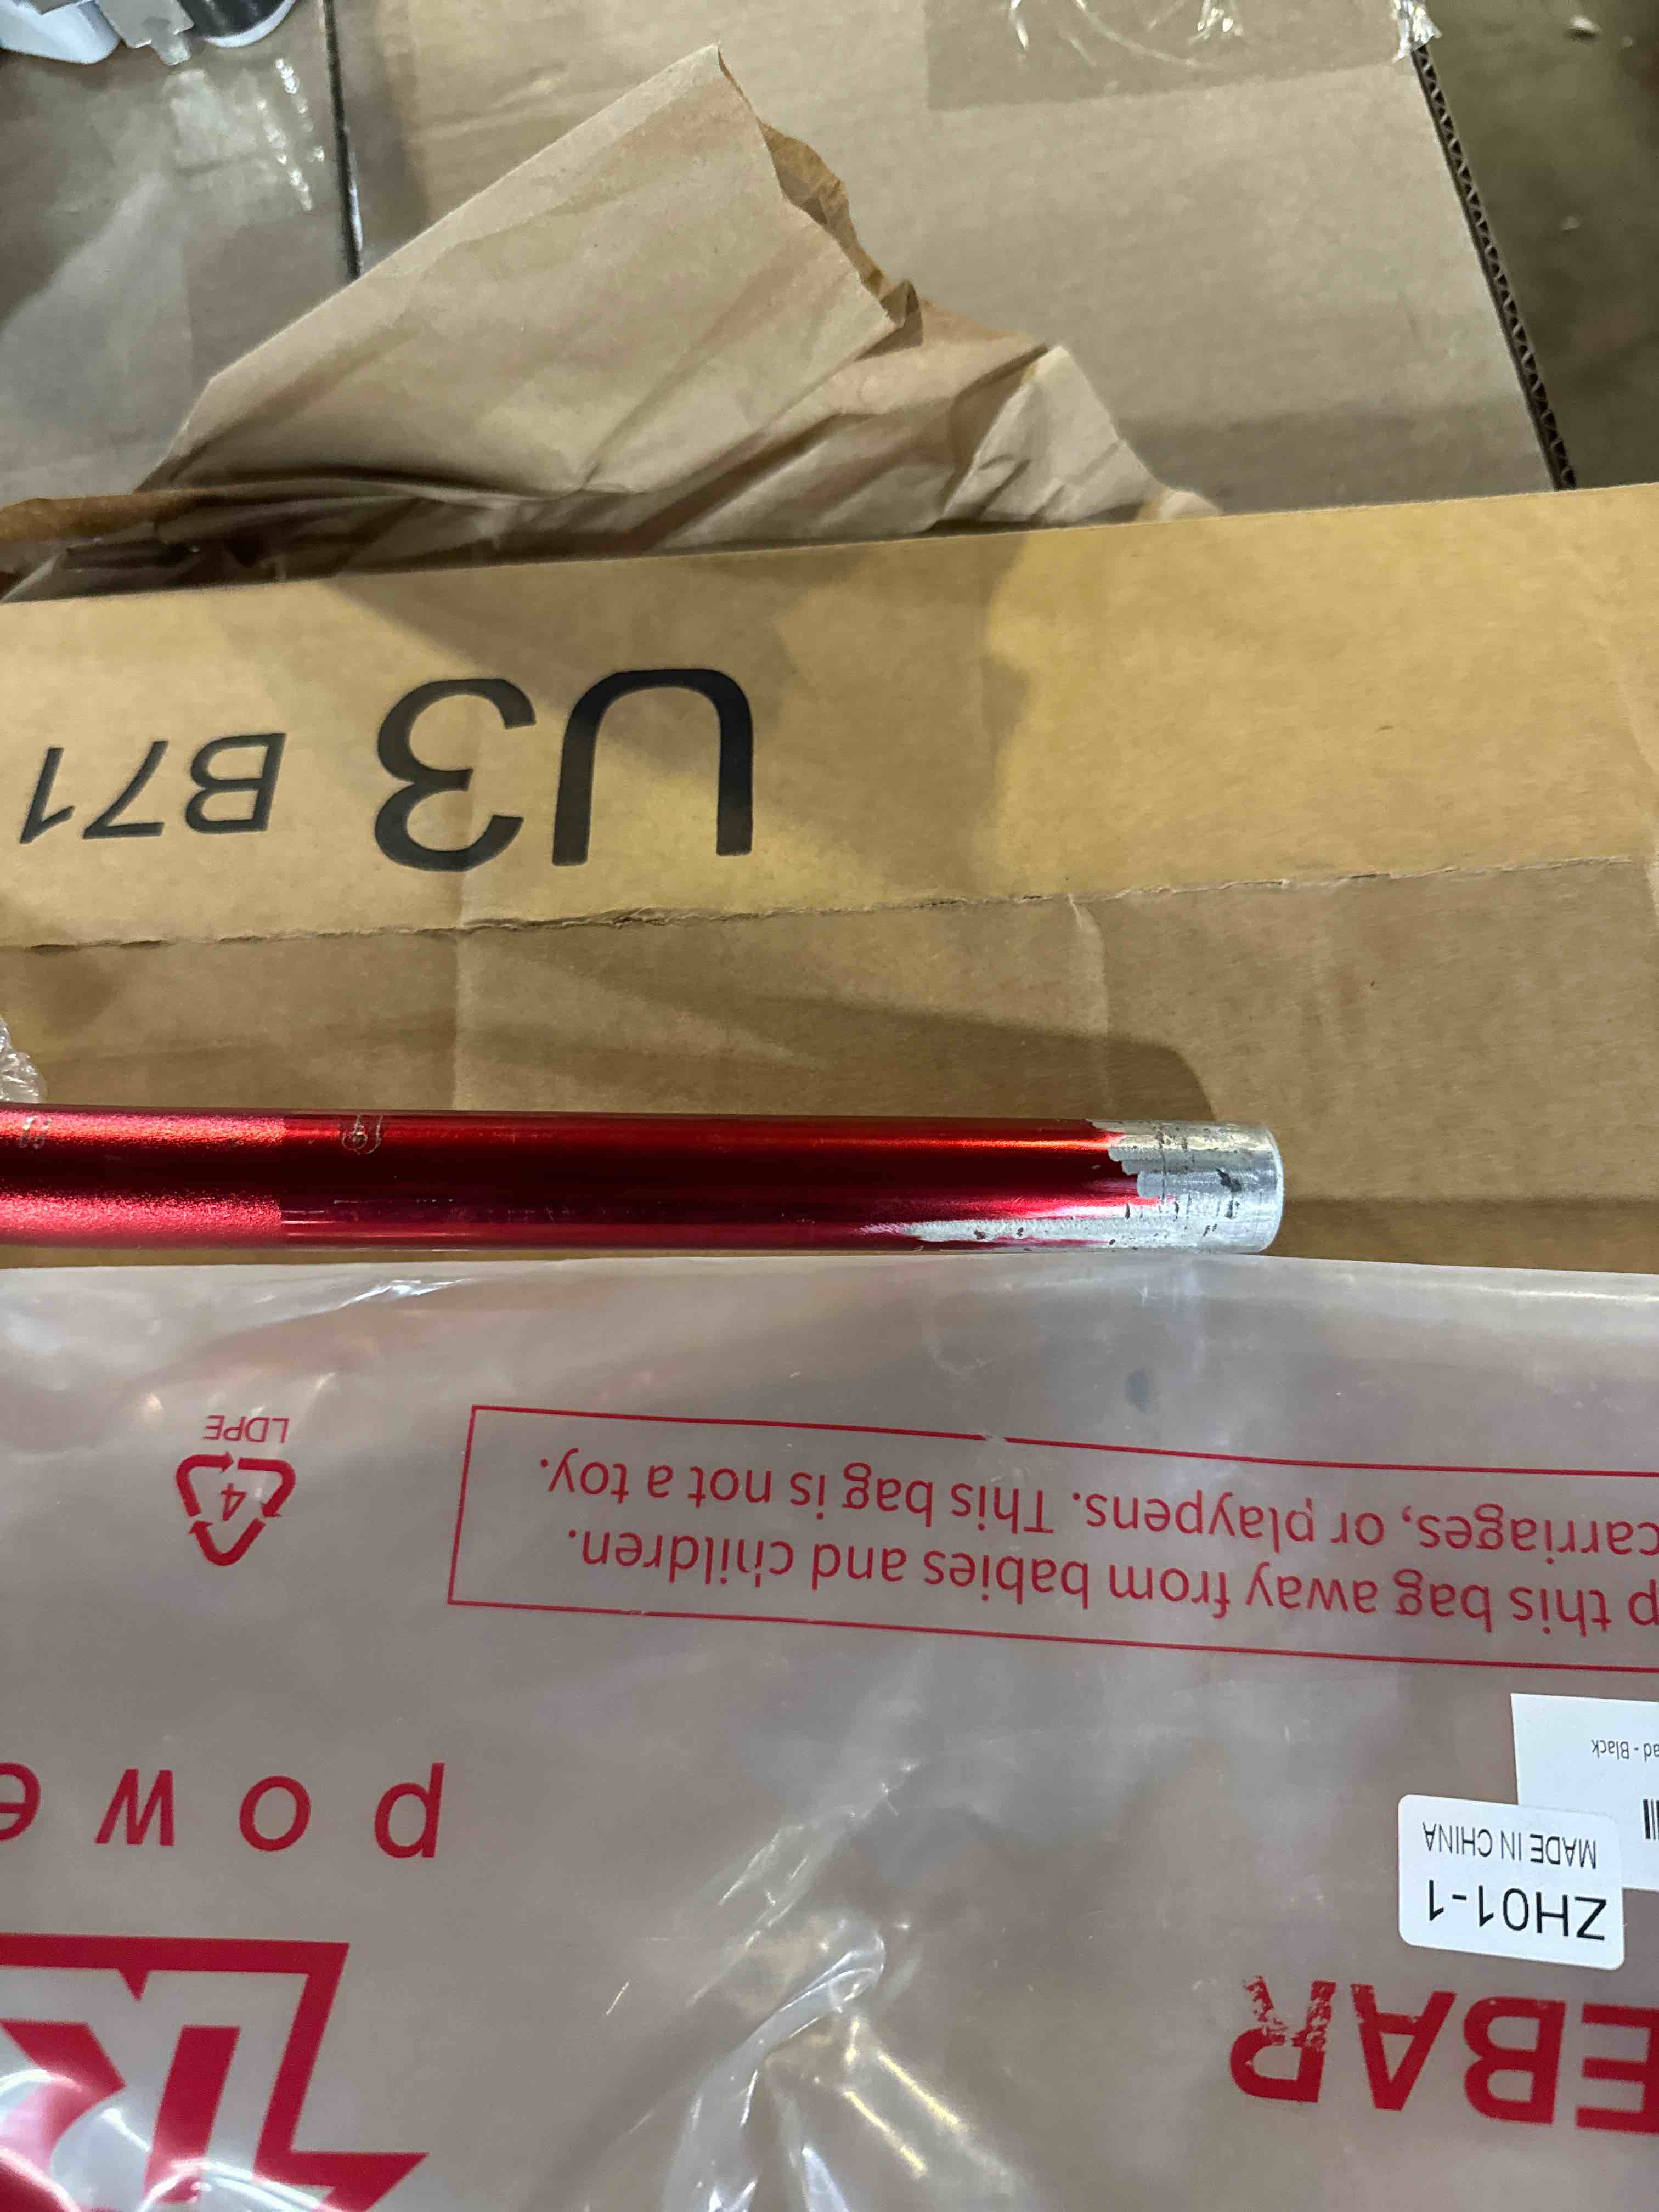 EBAR
ZH01-1
MADE IN CHINA
ad - Black
p o w e
p this bag away from babies and children.
carriages, or playpens. This bag is not a toy.
4
LDPE
U3 B71